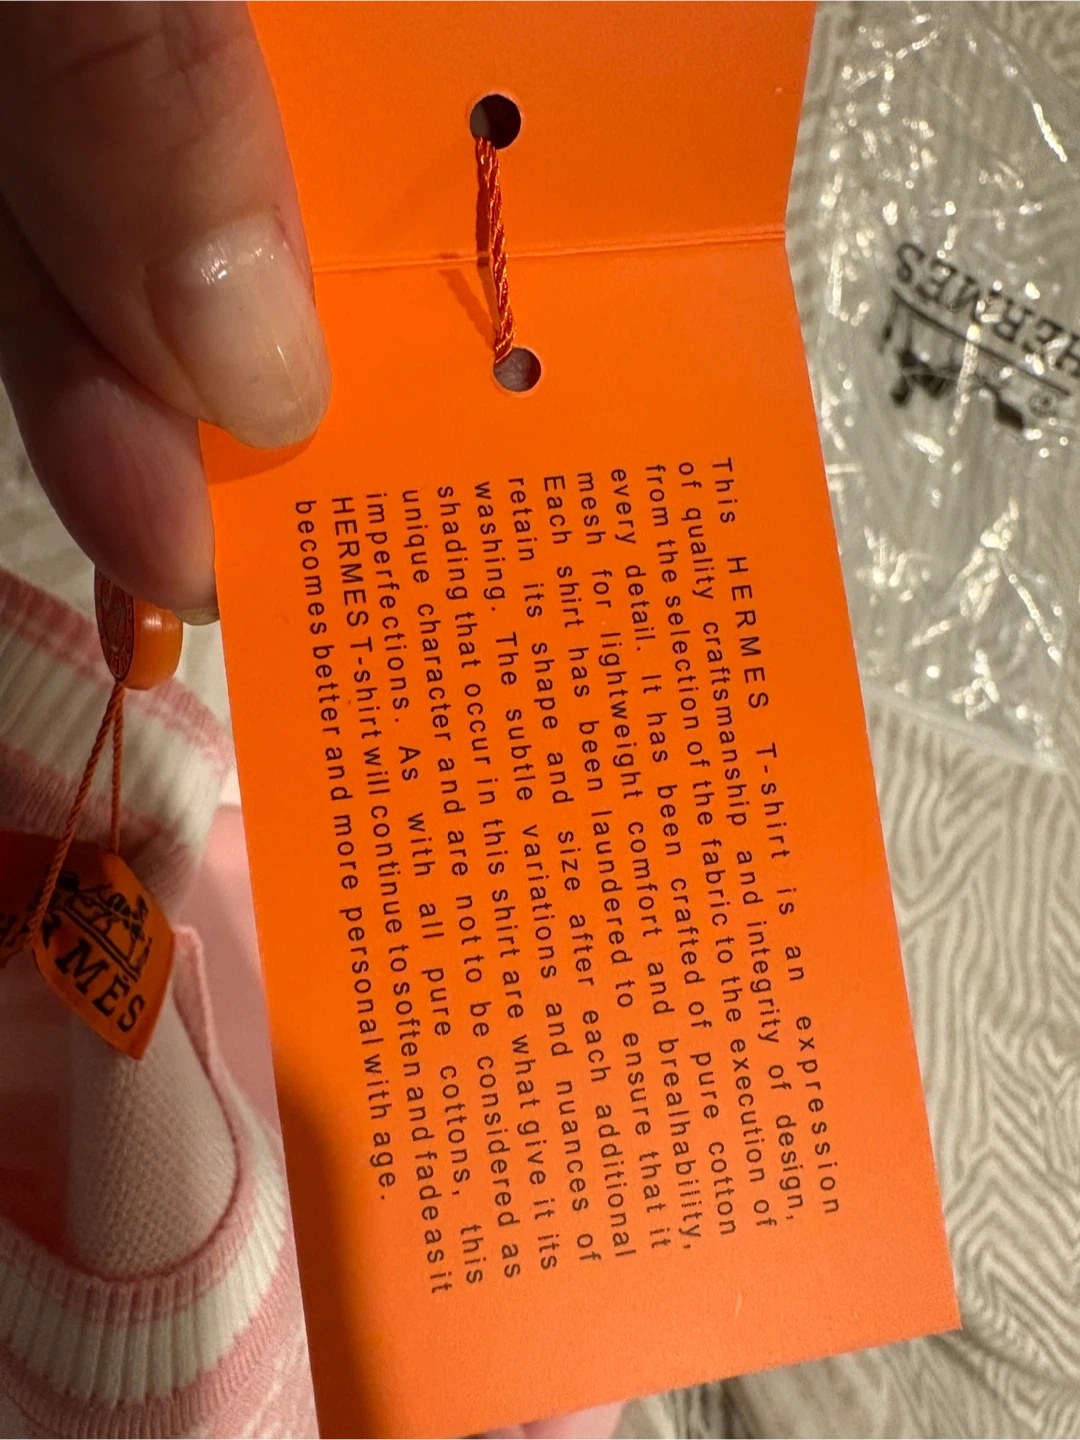 This HERMES T-shirt is an expression
of quality craftsmanship and integrity of design,
from the selection of the fabric to the execution of
every detail. It has been crafted of pure cotton
mesh for lightweight comfort and brealhability,
Each shirt has been laundered to ensure that it
retain its shape and size after each additional
washing. The subtle variations and nuances of
shading that occur in this shirt are what give it its
unique character and are not to be considered as
imperfections. As with all pure cottons, this
HERMES T-shirt will continue to soften and fade as it
becomes better and more personal with age.
HERMES
®
MÈS